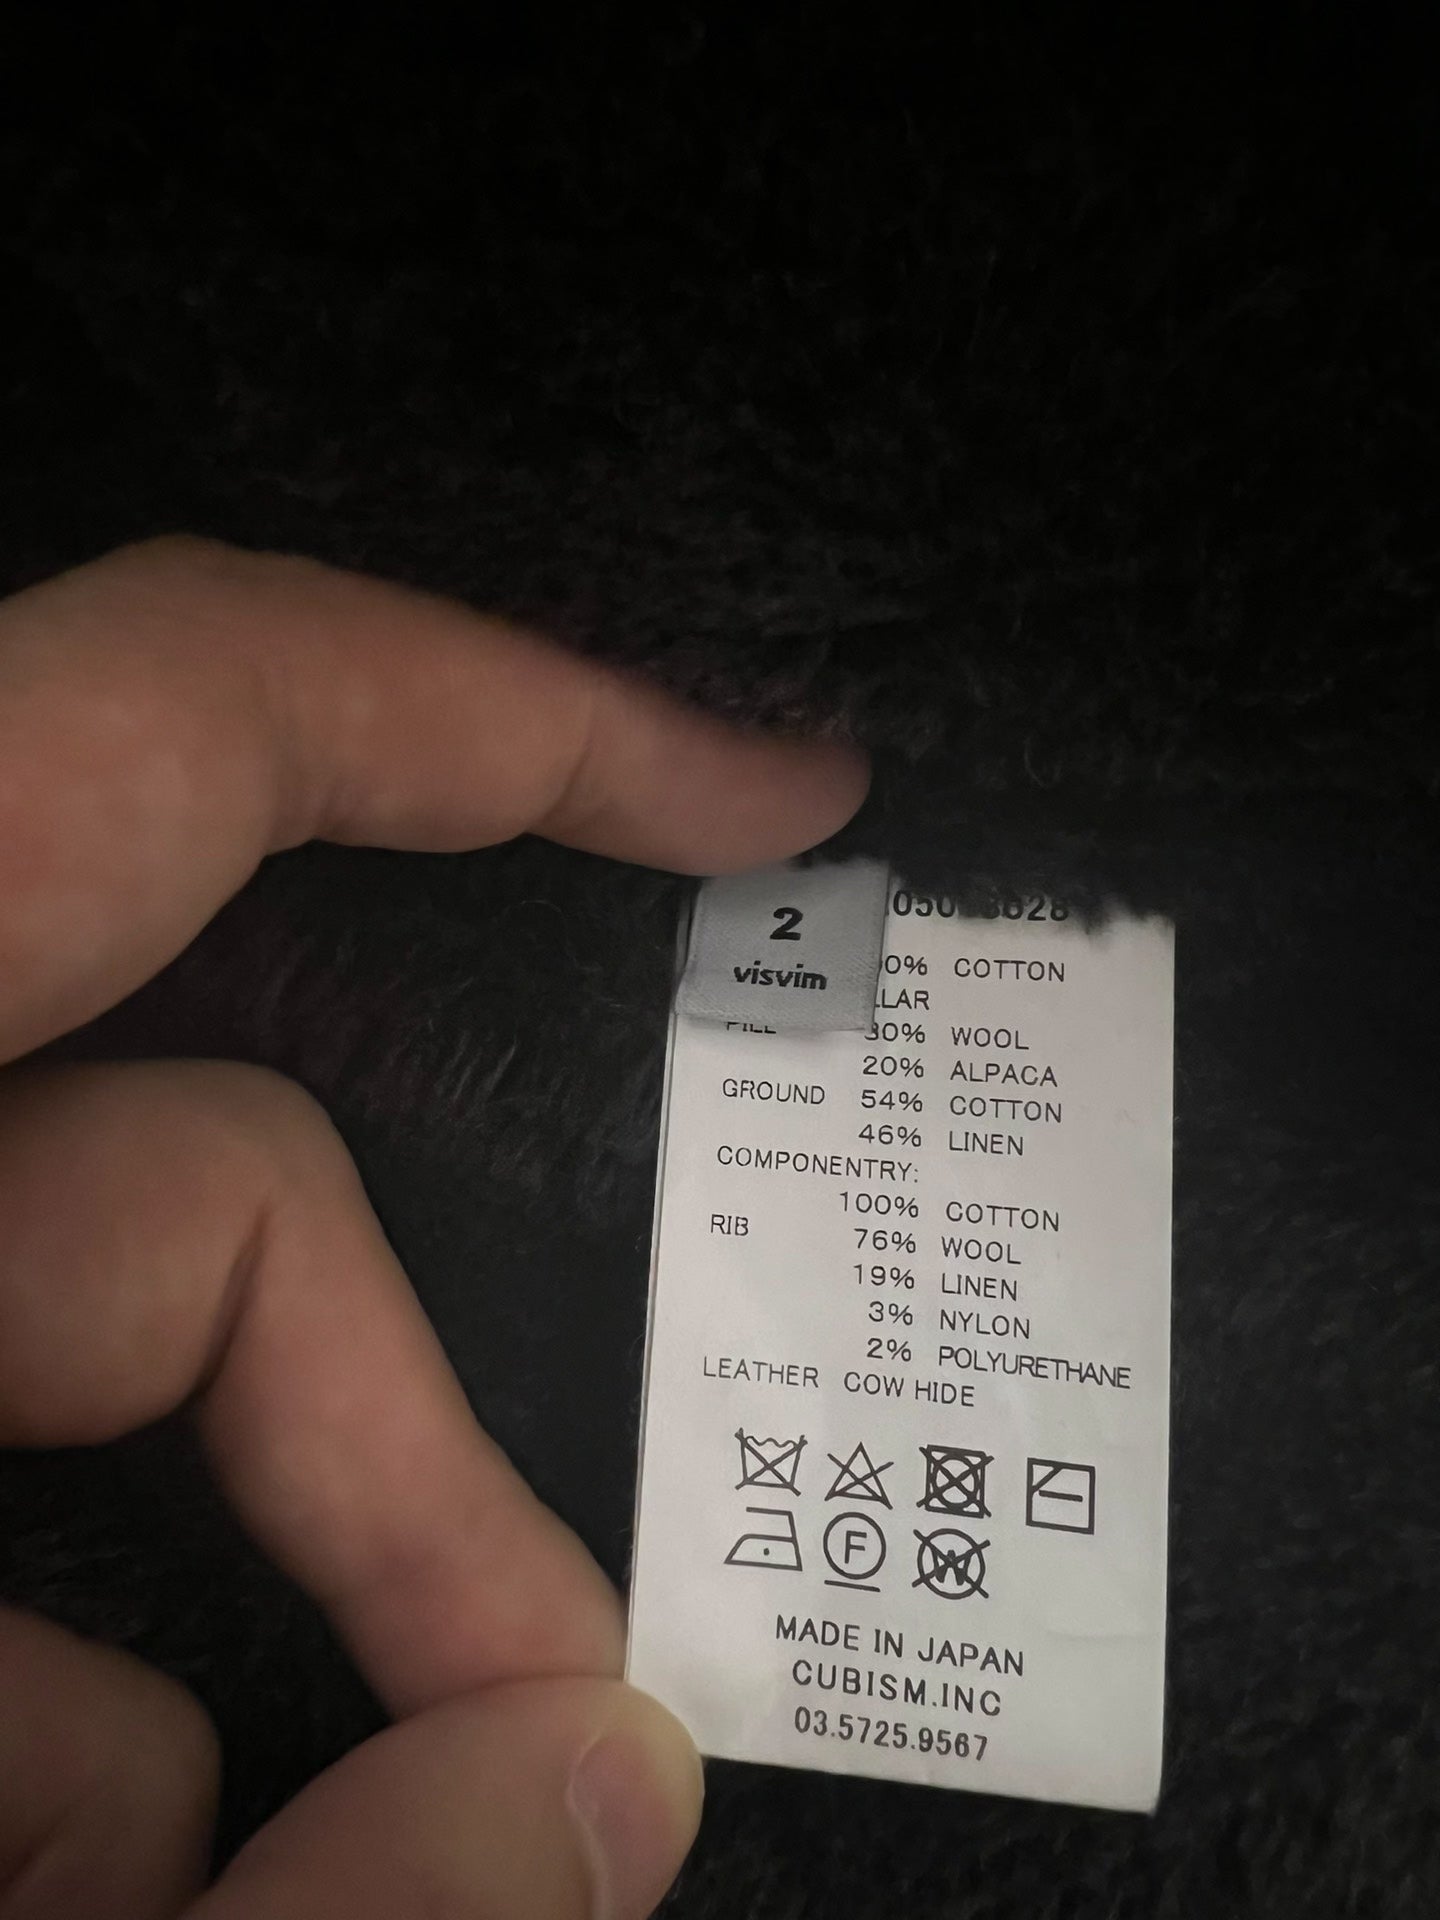 2
visvim
COTTON
20% ALPACA
WOOL
GROUND 54% COTTON
46% LINEN
COMPONENTRY:
100% COTTON
RIB 76% WOOL
19% LINEN
3% NYLON
2% POLYURETHANE
LEATHER COW HIDE
F
W
MADE IN JAPAN
CUBISM.INC
03.5725.9567